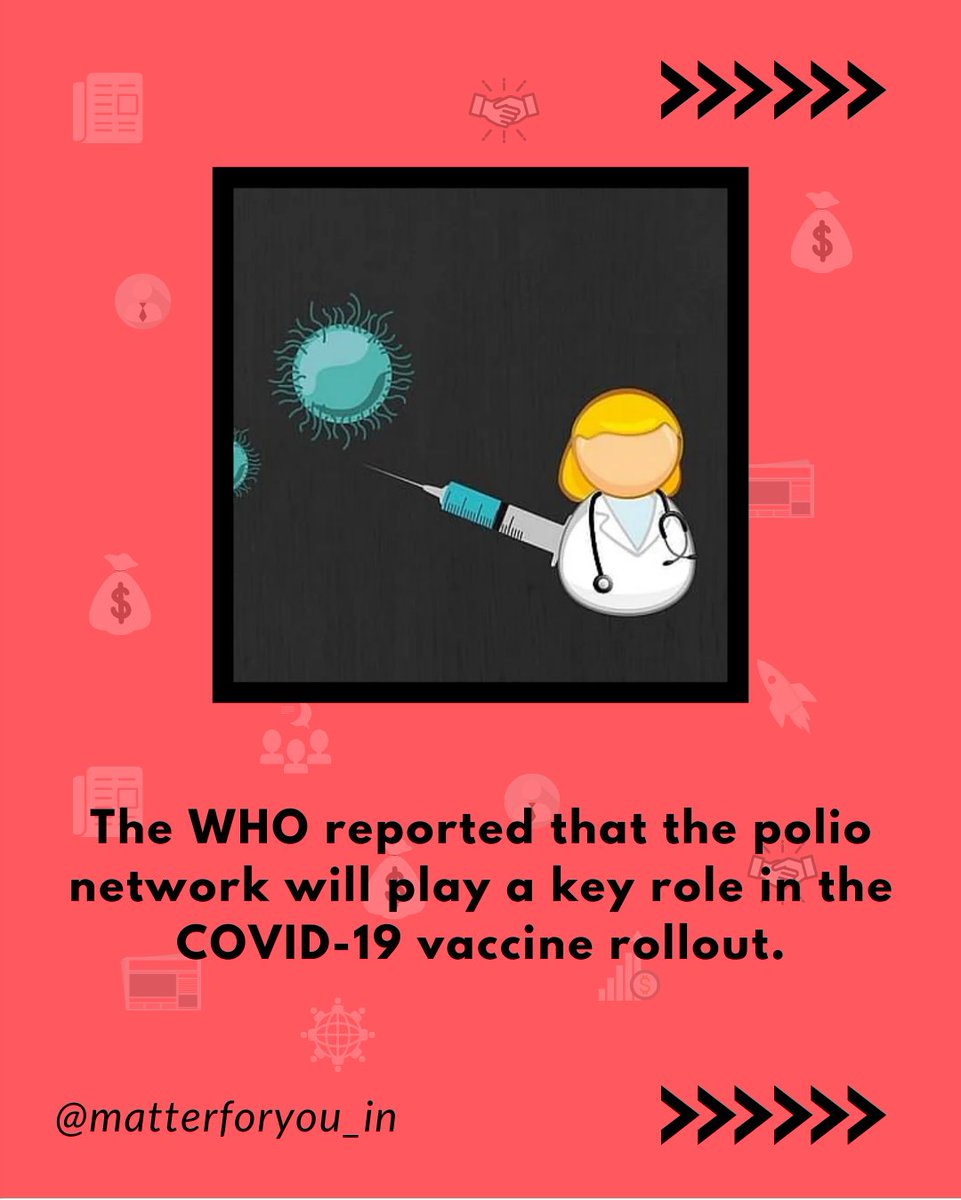 The WHO reported that the polio
network will play a key role in the
COVID-19 vaccine rollout.
@matterforyou_in